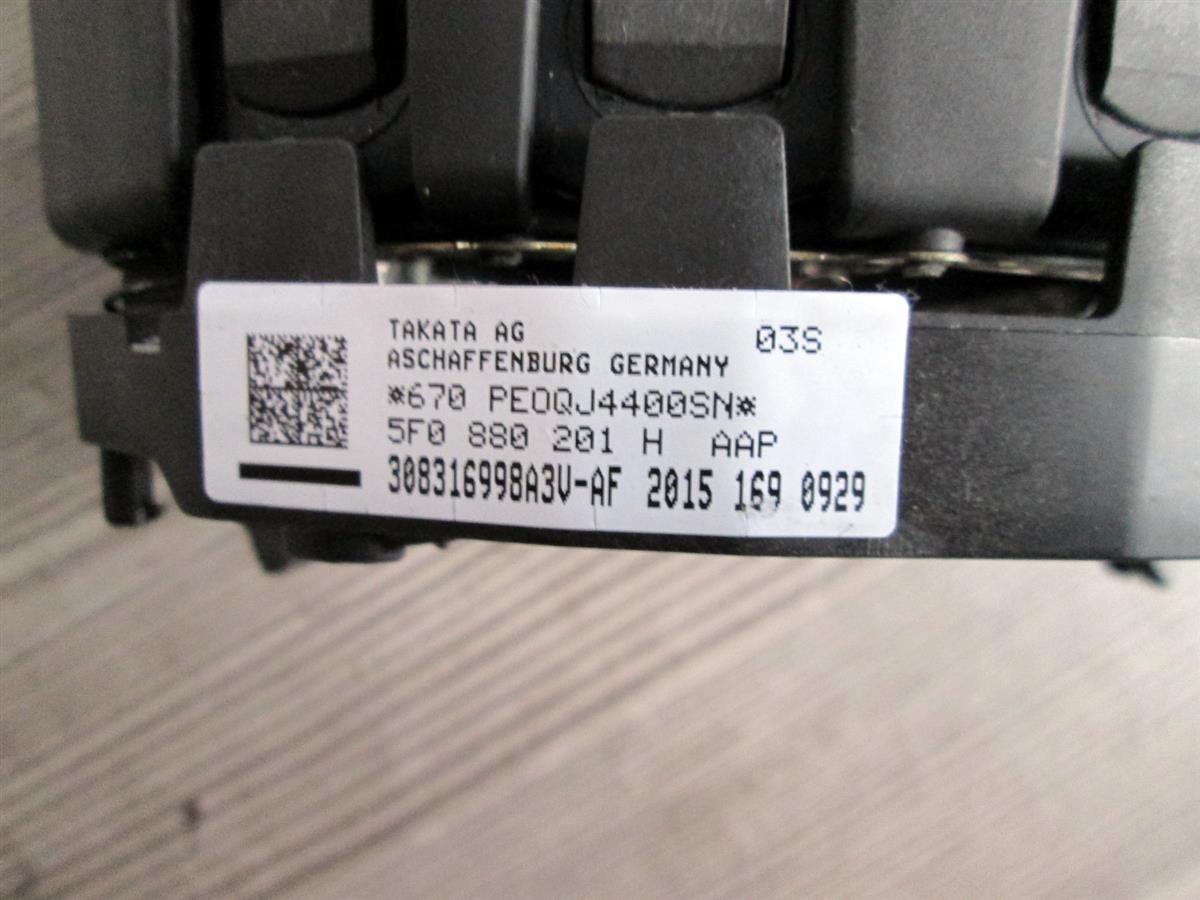 TAKATA AG 03S
ASCHAFFENBURG GERMANY
*670 PEOQJ4400SN*
5F0 880 201 H AAP
308316998A3V-AF 2015 169 0929